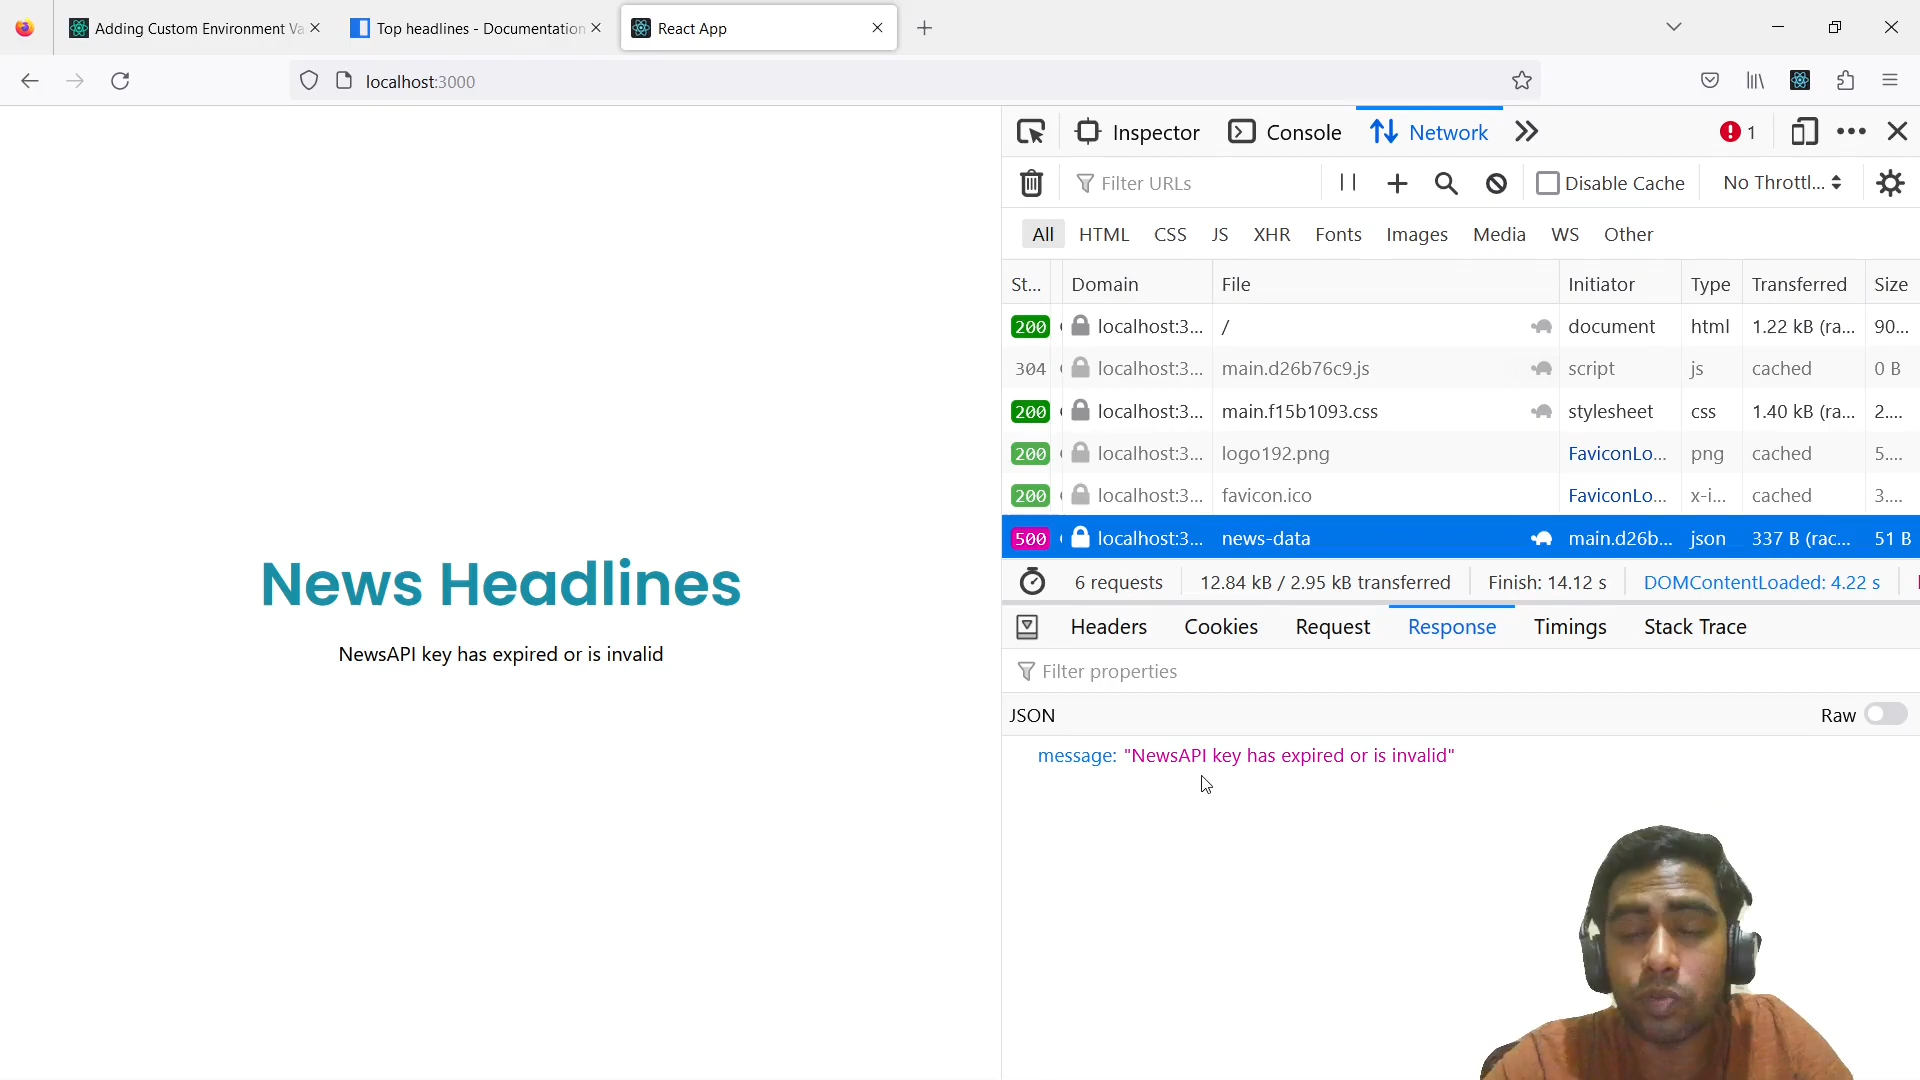 Adding Custom Environment Va
Top headlines - Documentation
React App
localhost:3000
Inspector
Console
Network
1
Filter URLs
Disable Cache
No Throttl...
All
HTML
CSS
JS
XHR
Fonts
Images
Media
WS
Other
St... Domain File Initiator Type Transferred Size
200 localhost:3... / document html 1.22 kB (ra... 90...
304 localhost:3... main.d26b76c9.js script js cached 0 B
200 localhost:3... main.f15b1093.css stylesheet css 1.40 kB (ra... 2....
200 localhost:3... logo192.png FaviconLo... png cached 5....
200 localhost:3... favicon.ico FaviconLo... x-i... cached 3....
500 localhost:3... news-data main.d26b... json 337 B (rac... 51 B
6 requests 12.84 kB / 2.95 kB transferred Finish: 14.12 s DOMContentLoaded: 4.22 s
Headers
Cookies
Request
Response
Timings
Stack Trace
Filter properties
JSON
Raw
message: "NewsAPI key has expired or is invalid"
News Headlines
NewsAPI key has expired or is invalid